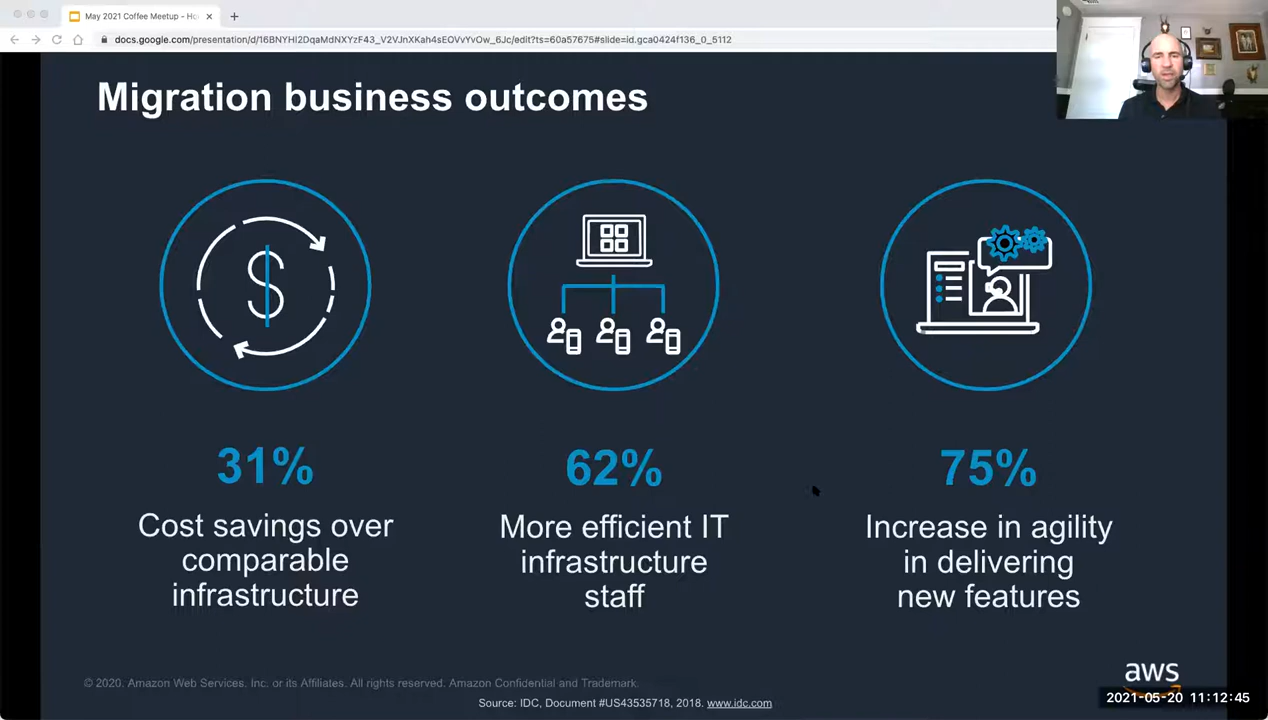 May 2021 Coffee Meetup - Ho
docs.google.com/presentation/d/16BNYHI2DqaMdNXYzF43_V2VJnXKah4sEOVvYvOw_6Jc/edit?ts=60a57675#slide=id.gca0424f136_0_5112
Migration business outcomes
$
31%
Cost savings over
comparable
infrastructure
62%
More efficient IT
infrastructure
staff
75%
Increase in agility
in delivering
new features
© 2020. Amazon Web Services. Inc. or its Affiliates. All rights reserved. Amazon Confidential and Trademark.
aws
Source: IDC, Document #US43535718, 2018. www.idc.com
2021-05-20 11:12:45